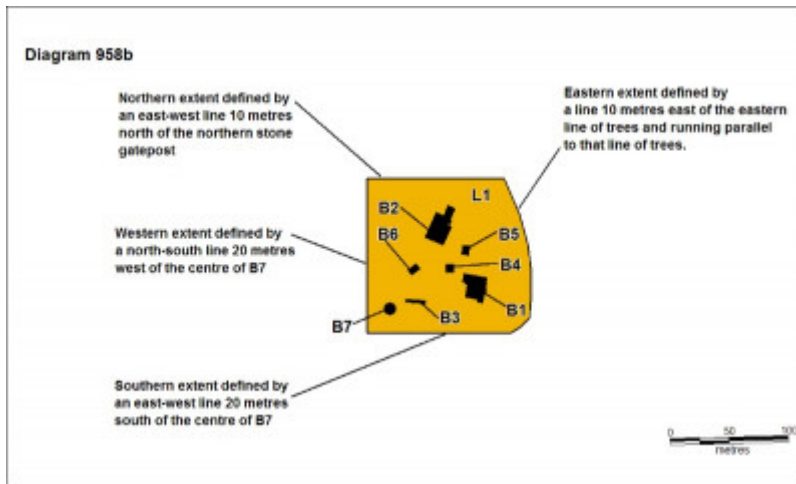 Diagram 958b
Northern extent defined by
an east-west line 10 metres
north of the northern stone
gatepost
Eastern extent defined by
a line 10 metres east of the eastern
line of trees and running parallel
to that line of trees.
L1
B2
B6
B5
B4
Western extent defined by
a north-south line 20 metres
west of the centre of B7
B7
B3
B1
Southern extent defined by
an east-west line 20 metres
south of the centre of B7
0 50 100
metres